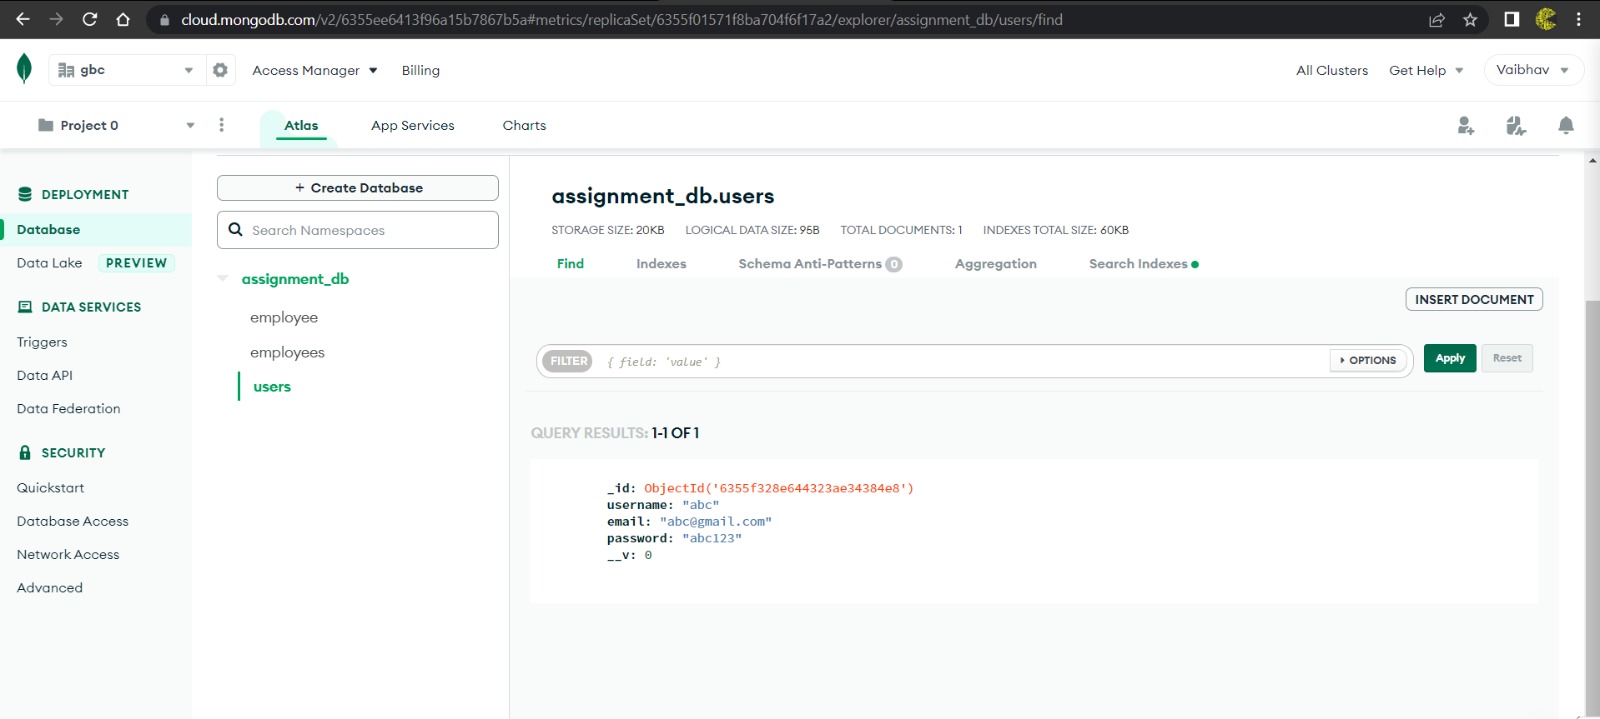 cloud.mongodb.com/v2/6355ee6413f96a15b7867b5a#metrics/replicaSet/6355f01571f8ba704f6f17a2/explorer/assignment_db/users/find
gbc Access Manager Billing All Clusters Get Help Vaibhav
Project 0 Atlas App Services Charts
DEPLOYMENT
Database
Data Lake PREVIEW
DATA SERVICES
Triggers
Data API
Data Federation
SECURITY
Quickstart
Database Access
Network Access
Advanced
+ Create Database
Search Namespaces
assignment_db
employee
employees
users
assignment_db.users
STORAGE SIZE: 20KB LOGICAL DATA SIZE: 95B TOTAL DOCUMENTS: 1 INDEXES TOTAL SIZE: 60KB
Find Indexes Schema Anti-Patterns 0 Aggregation Search Indexes
INSERT DOCUMENT
FILTER { field: 'value' } OPTIONS Apply Reset
QUERY RESULTS: 1-1 OF 1
_id: ObjectId('6355f328e644323ae34384e8')
username: "abc"
email: "abc@gmail.com"
password: "abc123"
__v: 0